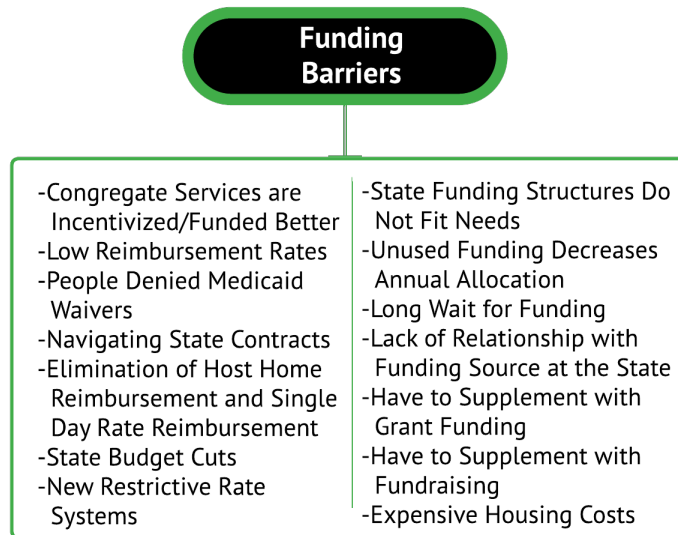 Funding
Barriers
-Congregate Services are
Incentivized/Funded Better
-Low Reimbursement Rates
-People Denied Medicaid
Waivers
-Navigating State Contracts
-Elimination of Host Home
Reimbursement and Single
Day Rate Reimbursement
-State Budget Cuts
-New Restrictive Rate
Systems
-State Funding Structures Do
Not Fit Needs
-Unused Funding Decreases
Annual Allocation
-Long Wait for Funding
-Lack of Relationship with
Funding Source at the State
-Have to Supplement with
Grant Funding
-Have to Supplement with
Fundraising
-Expensive Housing Costs